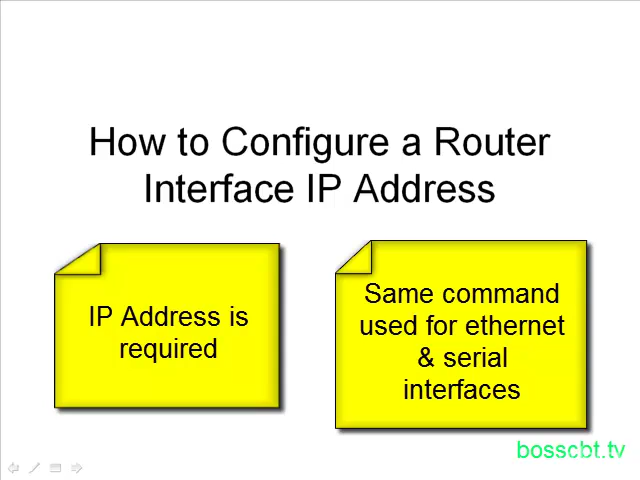 How to Configure a Router
Interface IP Address
IP Address is
required
Same command
used for ethernet
& serial
interfaces
bosscbt.tv